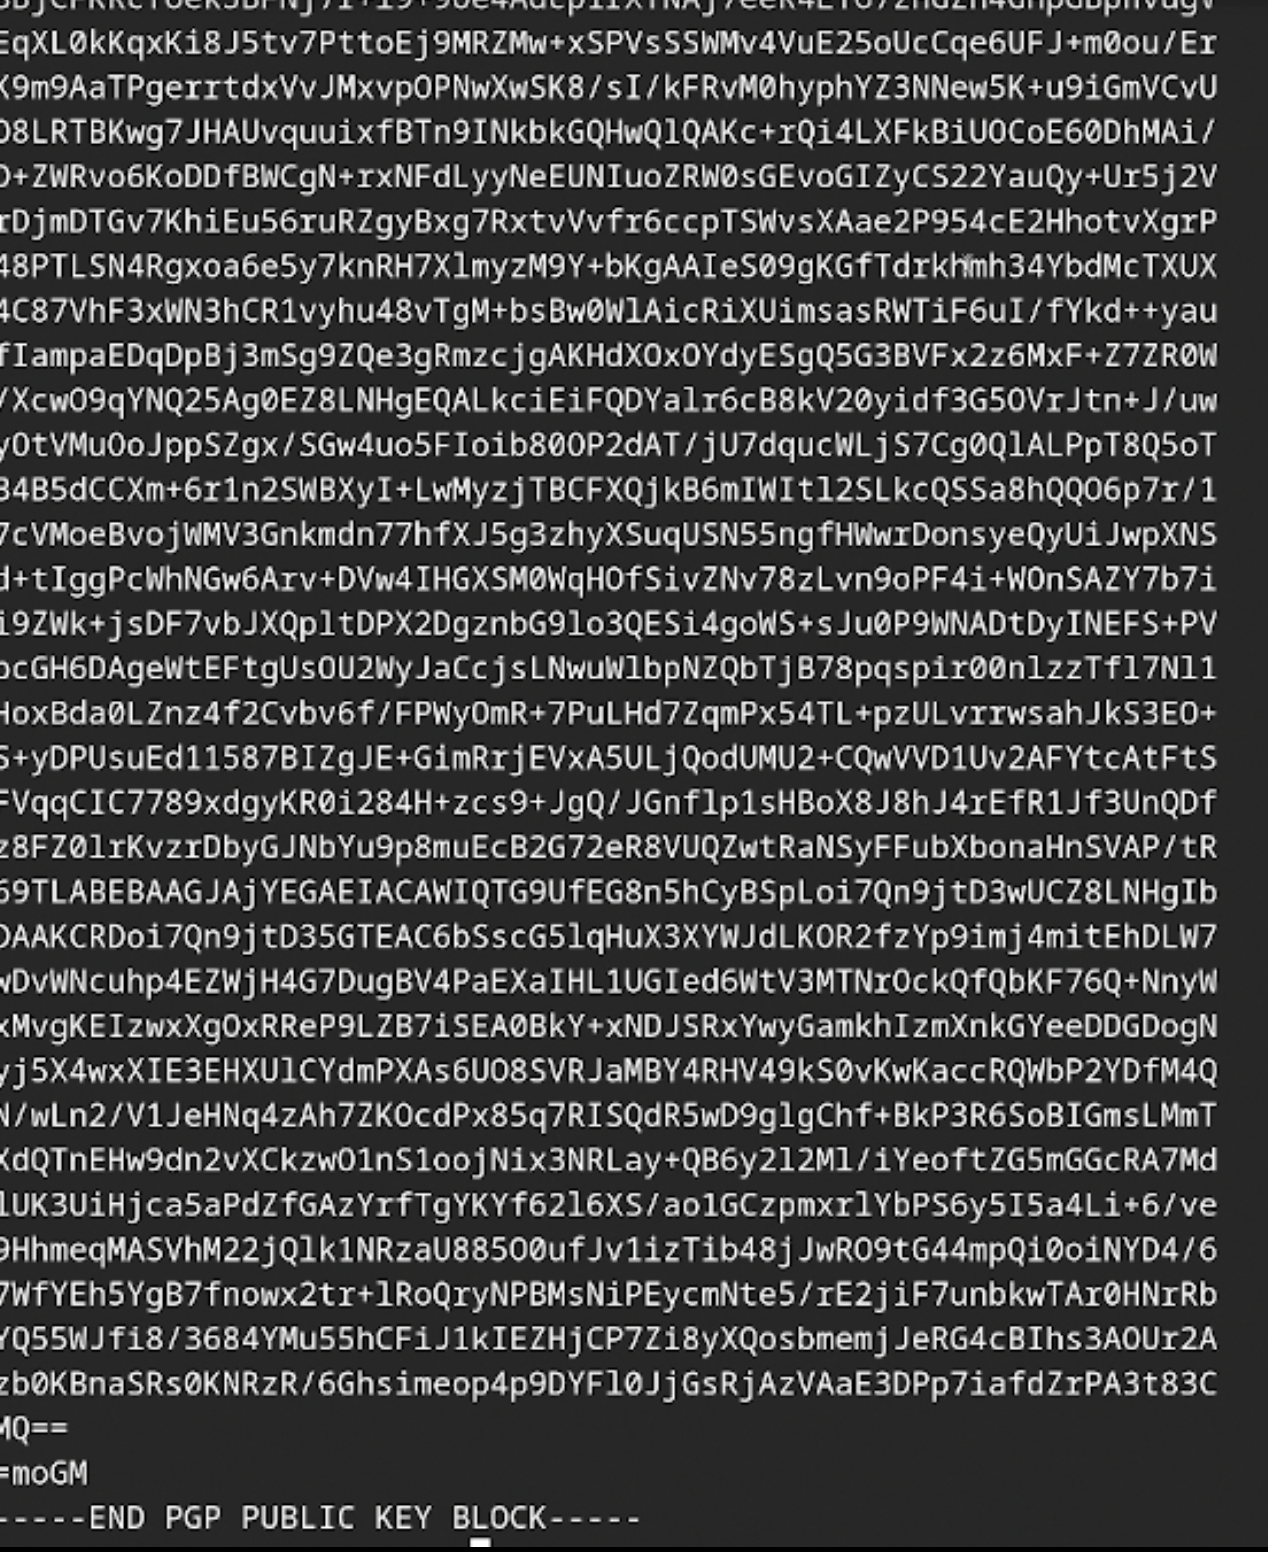 EqXL0kKqxKi8J5tv7PttoEj9MRZMw+xSPVsSSWMv4VuE25oUcCqe6UFJ+m0ou/Er
K9m9AaTPgerrtdxVvJMxvpOPNwXwSK8/sI/kFRvM0hyphYZ3NNew5K+u9iGmVCvU
D8LRTBKwg7JHAUvquuixfBTn9INkbkGQHwQlQAKc+rQi4LXFkBiUOCoE60DhMAi/
D+ZWRvo6KoDDfBWCgN+rxNFdLyyNeEUNIuoZRW0sGEvoGIZyCS22YauQy+Ur5j2V
rDjmDTGv7KhiEu56ruRZgyBxg7RxtvVvfr6ccpTSWvsXAae2P954cE2HhotvXgrP
48PTLSN4Rgxoa6e5y7knRH7XlmyzM9Y+bKgAAIeS09gKGfTdrkhmh34YbdMcTXUX
4C87VhF3xWN3hCR1vyhu48vTgM+bsBw0WlAicRiXUimsasRWTiF6uI/fYkd++yau
fIampaEDqDpBj3mSg9ZQe3gRmzcjgAKHdXOxOYdyESgQ5G3BVFx2z6MxF+Z7ZR0W
/XcwO9qYNQ25Ag0EZ8LNHgEQALkciEiFQDYalr6cB8kV20yidf3G5OVrJtn+J/uw
yOtVMuOoJppSZgx/SGw4uo5FIoib80OP2dAT/jU7dqucWLjS7Cg0QlALPpT8Q5oT
34B5dCCXm+6r1n2SWBXyI+LwMyzjTBCFXQjkB6mIWItl2SLkcQSSa8hQQO6p7r/1
7cVMoeBvojWMV3Gnkmdn77hfXJ5g3zhyXSuqUSN55ngfHWwrDonsyeQyUiJwpXNS
d+tIggPcWhNGw6Arv+DVw4IHGXSM0WqHOfSivZNv78zLvn9oPF4i+WOnSAZY7b7i
i9ZWk+jsDF7vbJXQpltDPX2DgznbG9lo3QESi4goWS+sJu0P9WNADtDyINEFS+PV
pcGH6DAgeWtEFtgUsOU2WyJaCcjsLNwuWlbpNZQbTjB78pqspir00nlzzTfl7Nl1
HoxBda0LZnz4f2Cvbv6f/FPWyOmR+7PuLHd7ZqmPx54TL+pzULvrrwsahJkS3EO+
S+yDPUsuEd11587BIZgJE+GimRrjEVxA5ULjQodUMU2+CQwVVD1Uv2AFYtcAtFtS
FVqqCIC7789xdgyKR0i284H+zcs9+JgQ/JGnflp1sHBoX8J8hJ4rEfR1Jf3UnQDf
z8FZ0lrKvzrDbyGJNbYu9p8muEcB2G72eR8VUQZwtRaNSyFFubXbonaHnSVAP/tR
69TLABEBAAGJAjYEGAEIACAWIQTG9UfEG8n5hCyBSpLoi7Qn9jtD3wUCZ8LNHgIb
DAAKCRDoi7Qn9jtD35GTEAC6bSscG5lqHuX3XYWJdLKOR2fzYp9imj4mitEhDLW7
wDvWNcuhp4EZWjH4G7DugBV4PaEXaIHL1UGIed6WtV3MTNrOckQfQbKF76Q+NnyW
xMvgKEIzwxXgOxRReP9LZB7iSEA0BkY+xNDJSRxYwyGamkhIzmXnkGYeeDDGDogN
yj5X4wxXIE3EHXUlCYdmPXAs6UO8SVRJaMBY4RHV49kS0vKwKaccRQWbP2YDfM4Q
N/wLn2/V1JeHNq4zAh7ZKOcdPx85q7RISQdR5wD9glgChf+BkP3R6SoBIGmsLMmT
XdQTnEHw9dn2vXCkzwO1nS1oojNix3NRLay+QB6y2l2Ml/iYeoftZG5mGGcRA7Md
lUK3UiHjca5aPdZfGAzYrfTgYKYf62l6XS/ao1GCzpmxrlYbPS6y5I5a4Li+6/ve
9HhmeqMASVhM22jQlk1NRzaU885O0ufJv1izTib48jJwRO9tG44mpQi0oiNYD4/6
7WfYEh5YgB7fnowx2tr+lRoQryNPBMsNiPEycmNte5/rE2jiF7unbkwTAr0HNrRb
YQ55WJfi8/3684YMu55hCFiJ1kIEZHjCP7Zi8yXQosbmemjJeRG4cBIhs3AOUr2A
zb0KBnaSRs0KNRzR/6Ghsimeop4p9DYFl0JjGsRjAzVAaE3DPp7iafdZrPA3t83C
MQ==
=moGM
-----END PGP PUBLIC KEY BLOCK-----